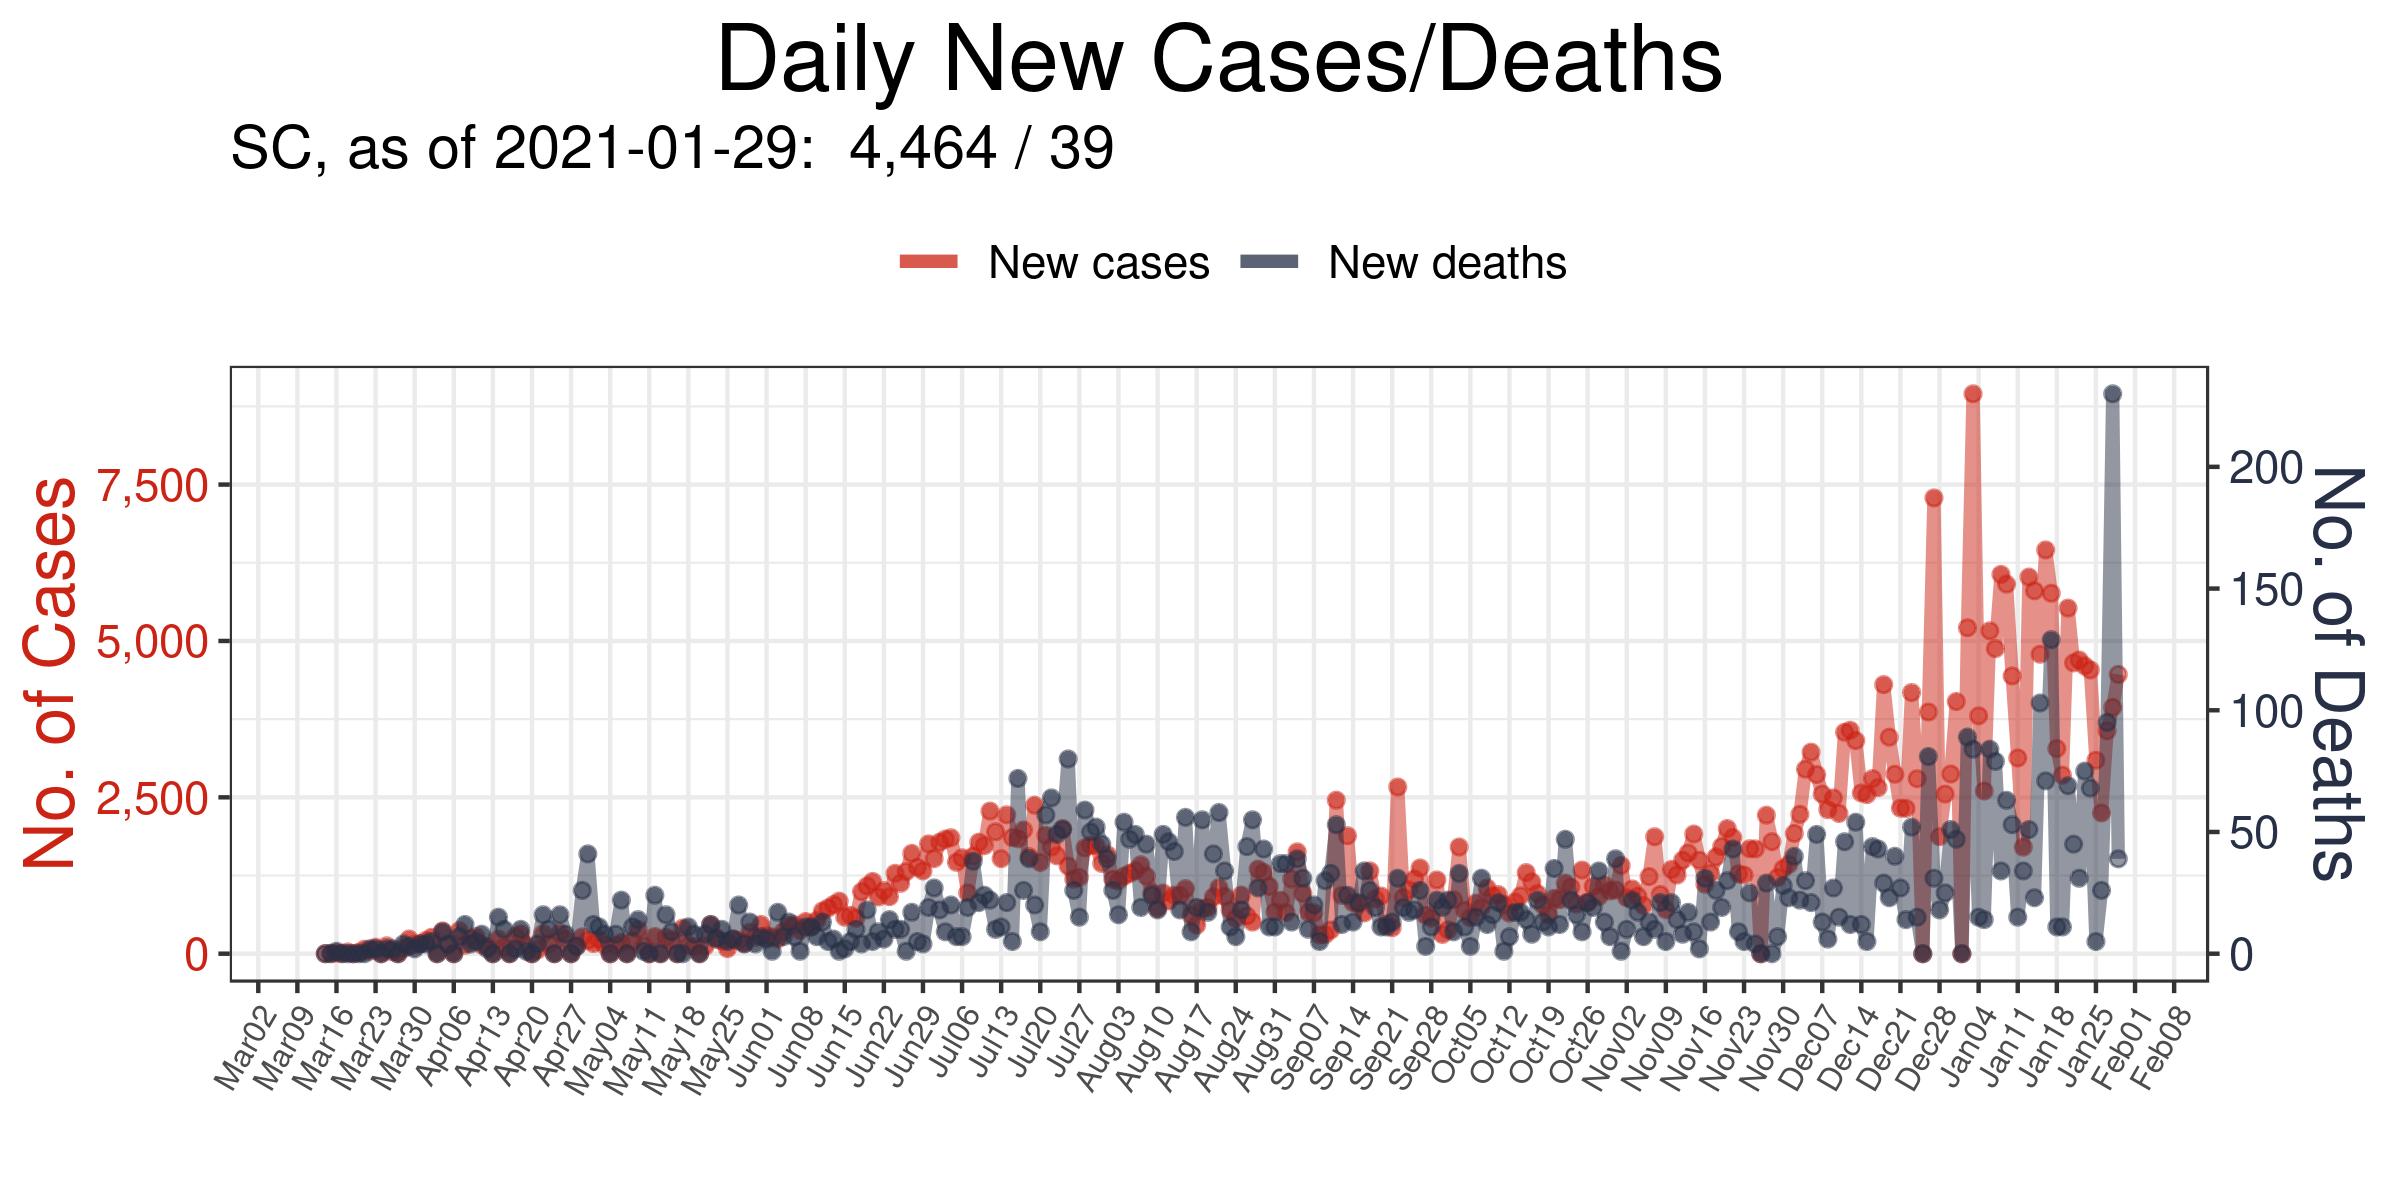 Daily New Cases/Deaths
SC, as of 2021-01-29: 4,464 / 39
New cases
New deaths
No. of Cases
7,500
5,000
2,500
0
200
150
100
50
0
No. of Deaths
Mar02
Mar09
Mar16
Mar23
Mar30
Apr06
Apr13
Apr20
Apr27
May04
May11
May18
May25
Jun01
Jun08
Jun15
Jun22
Jun29
Jul06
Jul13
Jul20
Jul27
Aug03
Aug10
Aug17
Aug24
Aug31
Sep07
Sep14
Sep21
Sep28
Oct05
Oct12
Oct19
Oct26
Nov02
Nov09
Nov16
Nov23
Nov30
Dec07
Dec14
Dec21
Dec28
Jan04
Jan11
Jan18
Jan25
Feb01
Feb08